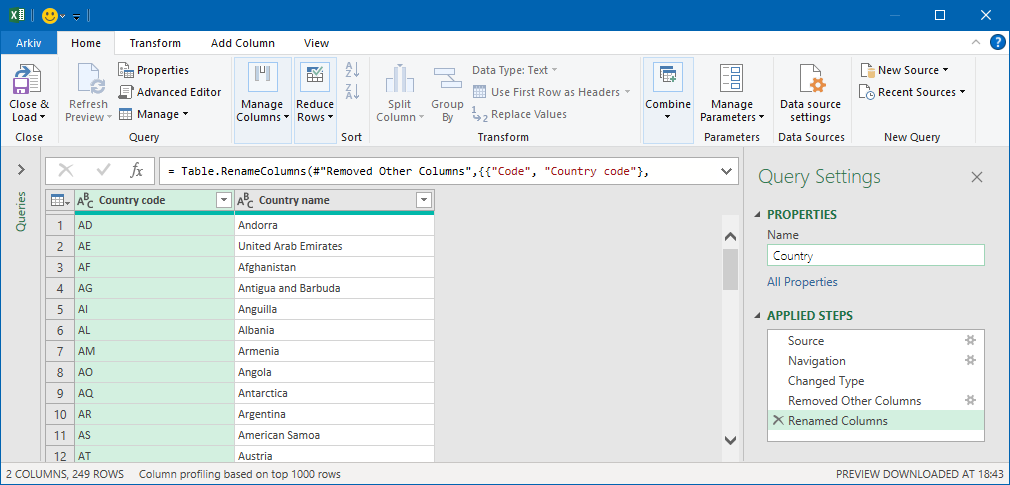 Arkiv Home Transform Add Column View
Close & Load
Refresh Preview
Properties
Advanced Editor
Manage
Manage Columns
Reduce Rows
Split Column
Group By
Data Type: Text
Use First Row as Headers
Replace Values
Combine
Manage Parameters
Data source settings
New Source
Recent Sources
Close Query Sort Transform Parameters Data Sources New Query
Queries
fx = Table.RenameColumns(#"Removed Other Columns",{{"Code", "Country code"},
ABC Country code ABC Country name
1 AD Andorra
2 AE United Arab Emirates
3 AF Afghanistan
4 AG Antigua and Barbuda
5 AI Anguilla
6 AL Albania
7 AM Armenia
8 AO Angola
9 AQ Antarctica
10 AR Argentina
11 AS American Samoa
12 AT Austria
Query Settings
PROPERTIES
Name
Country
All Properties
APPLIED STEPS
Source
Navigation
Changed Type
Removed Other Columns
Renamed Columns
2 COLUMNS, 249 ROWS Column profiling based on top 1000 rows PREVIEW DOWNLOADED AT 18:43